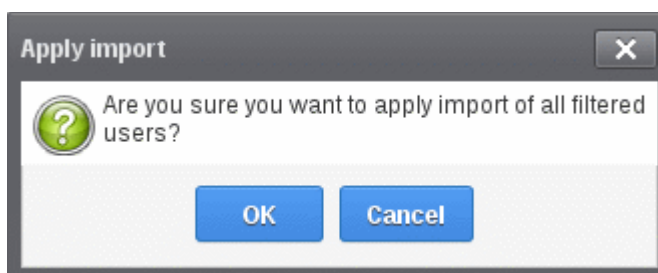 Apply import
Are you sure you want to apply import of all filtered
users?
OK
Cancel